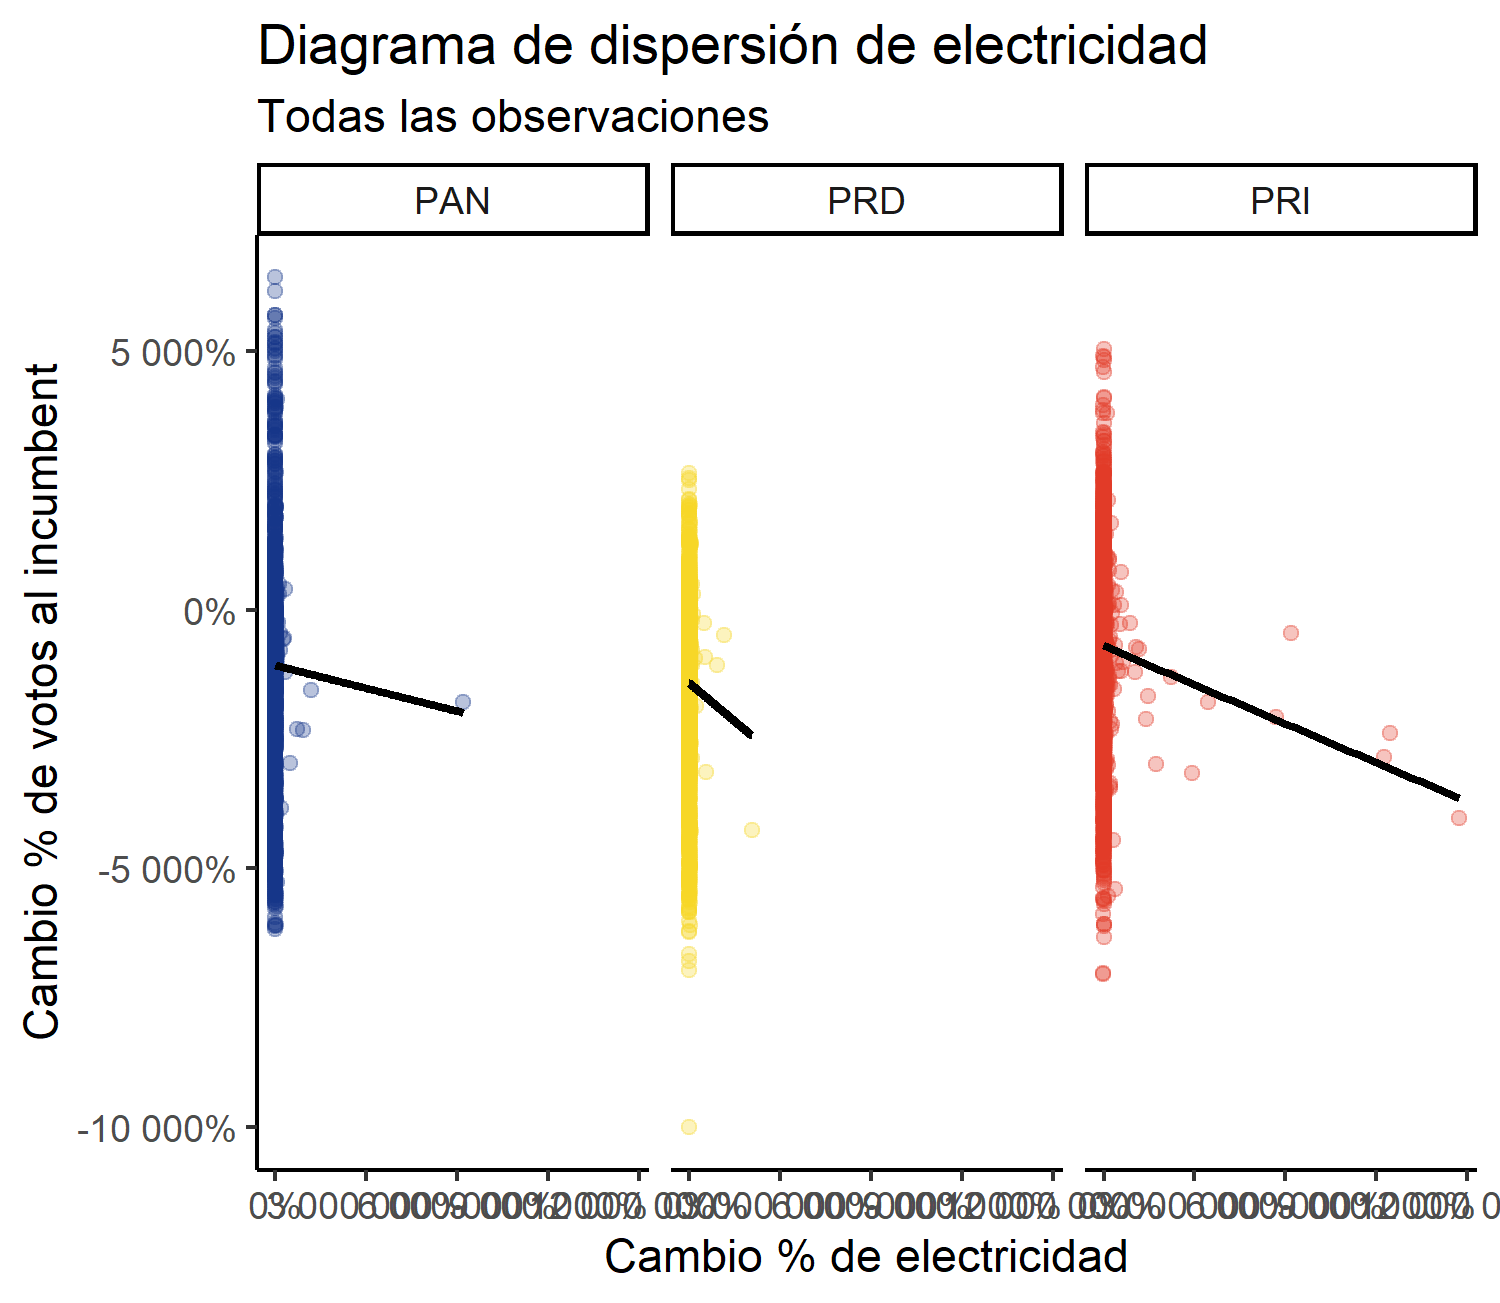 Diagrama de dispersión de electricidad
Todas las observaciones
PAN
PRD
PRI
Cambio % de votos al incumbent
5 000%
0%
-5 000%
-10 000%
0%
Cambio % de electricidad